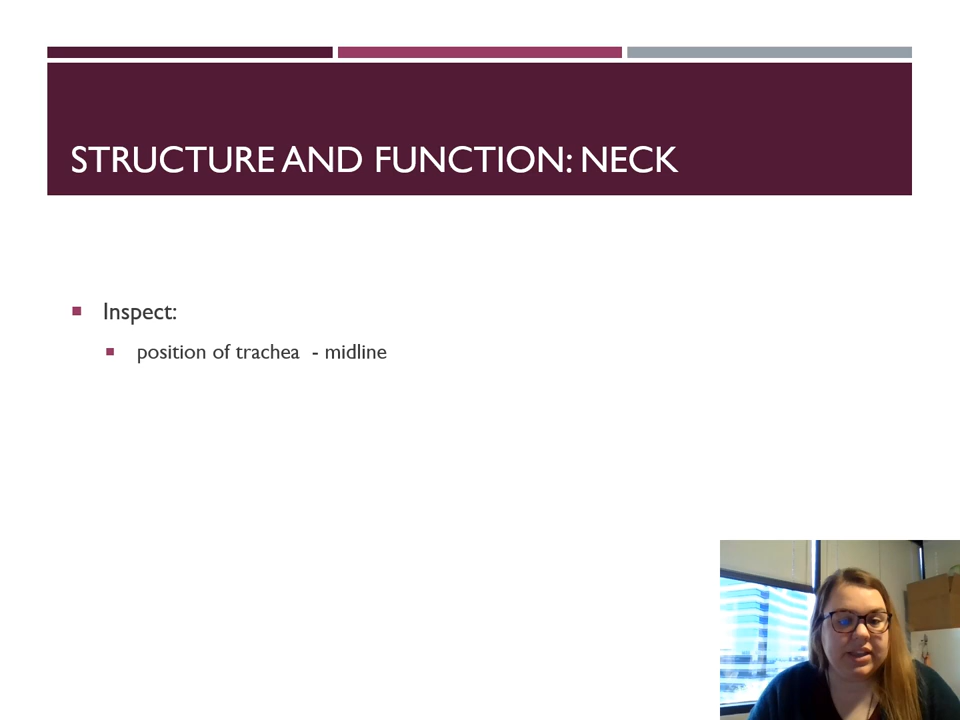 STRUCTURE AND FUNCTION: NECK
Inspect:
position of trachea - midline